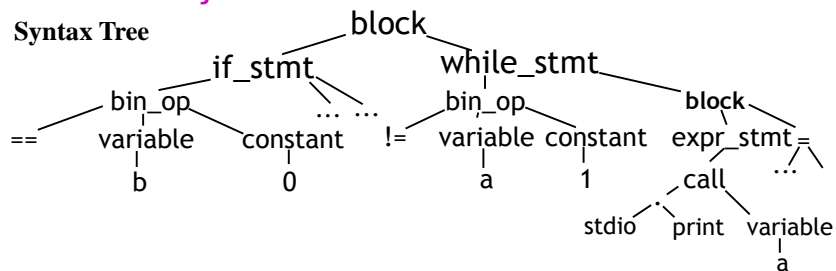 block
Syntax Tree
if_stmt while_stmt
bin_op ... ... bin_op block
== variable constant != variable constant expr_stmt =
b 0 a 1 call ...
stdio . print variable
a